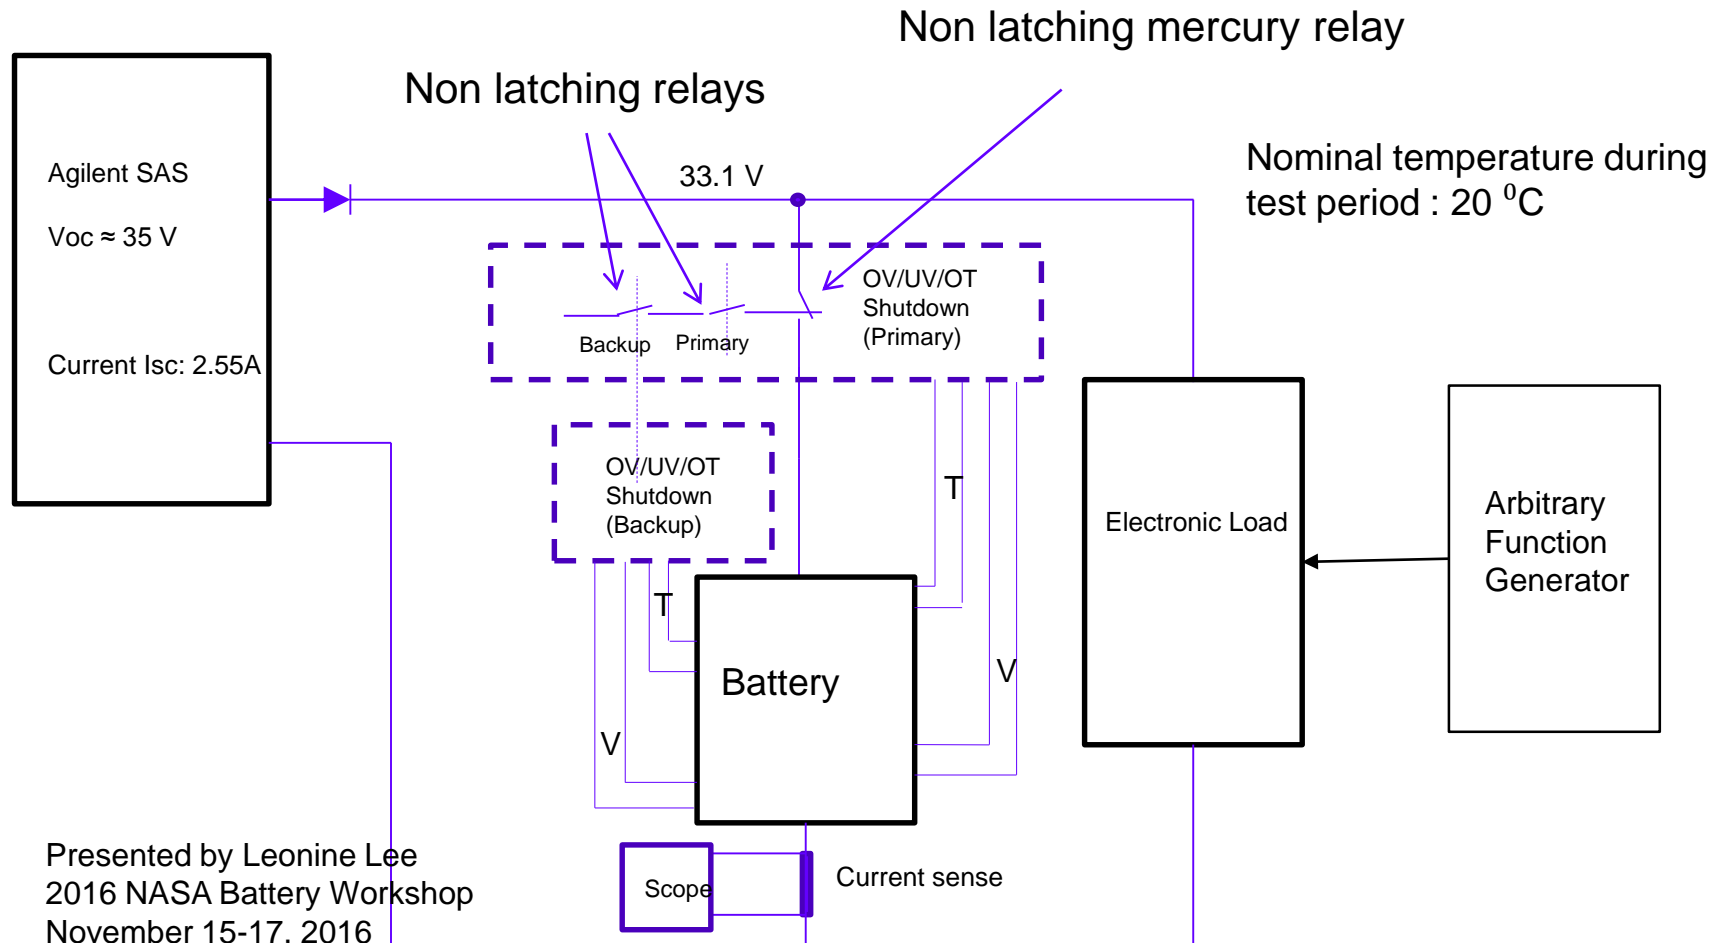 Non latching mercury relay
Non latching relays
Agilent SAS
Voc ≈ 35 V
Current Isc: 2.55A
33.1 V
Nominal temperature during
test period : 20 ⁰C
OV/UV/OT
Shutdown
(Primary)
Backup
Primary
OV/UV/OT
Shutdown
(Backup)
T
T
V
V
Battery
Electronic Load
Arbitrary
Function
Generator
Scope
Current sense
Presented by Leonine Lee
2016 NASA Battery Workshop
November 15-17, 2016